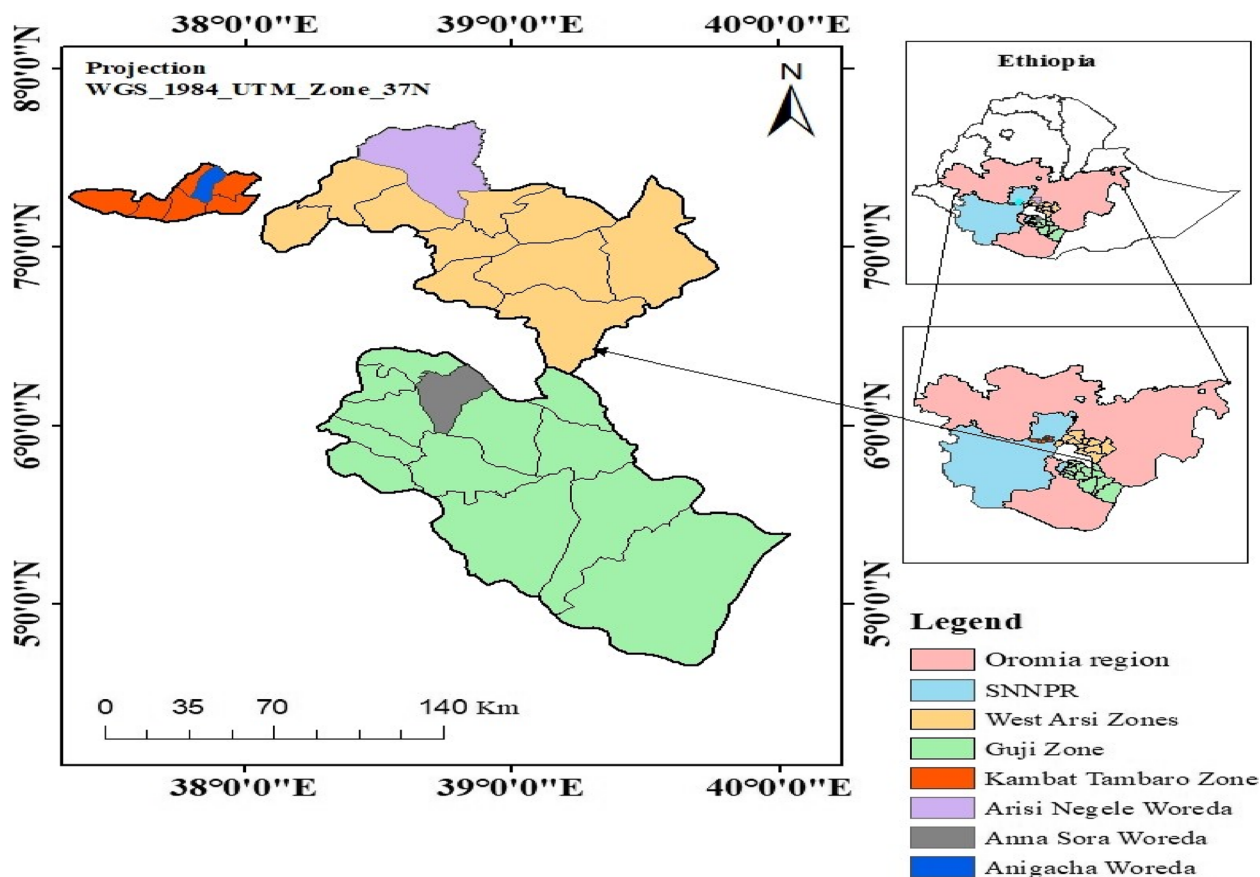 38°0'0"E 39°0'0"E 40°0'0"E
8°0'0"N
7°0'0"N
6°0'0"N
5°0'0"N
Projection
WGS_1984_UTM_Zone_37N
N
0 35 70 140 Km
38°0'0"E 39°0'0"E 40°0'0"E
8°0'0"N
7°0'0"N
6°0'0"N
5°0'0"N
Ethiopia
Legend
Oromia region
SNNPR
West Arsi Zones
Guji Zone
Kambat Tambaro Zone
Arisi Negele Woreda
Anna Sora Woreda
Anigacha Woreda